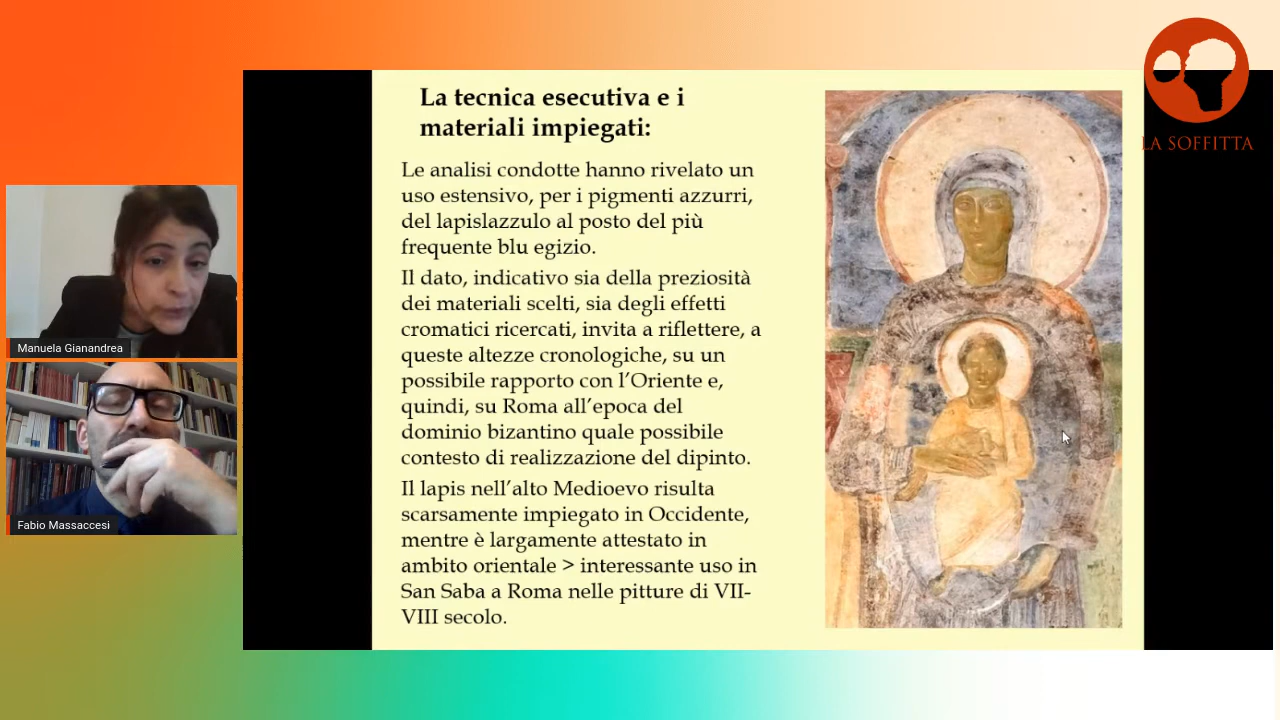 La tecnica esecutiva e i
materiali impiegati:
Le analisi condotte hanno rivelato un
uso estensivo, per i pigmenti azzurri,
del lapislazzulo al posto del più
frequente blu egizio.
Il dato, indicativo sia della preziosità
dei materiali scelti, sia degli effetti
cromatici ricercati, invita a riflettere, a
queste altezze cronologiche, su un
possibile rapporto con l’Oriente e,
quindi, su Roma all’epoca del
dominio bizantino quale possibile
contesto di realizzazione del dipinto.
Il lapis nell’alto Medioevo risulta
scarsamente impiegato in Occidente,
mentre è largamente attestato in
ambito orientale > interessante uso in
San Saba a Roma nelle pitture di VII-
VIII secolo.
LA SOFFITTA
Manuela Gianandrea
Fabio Massaccesi